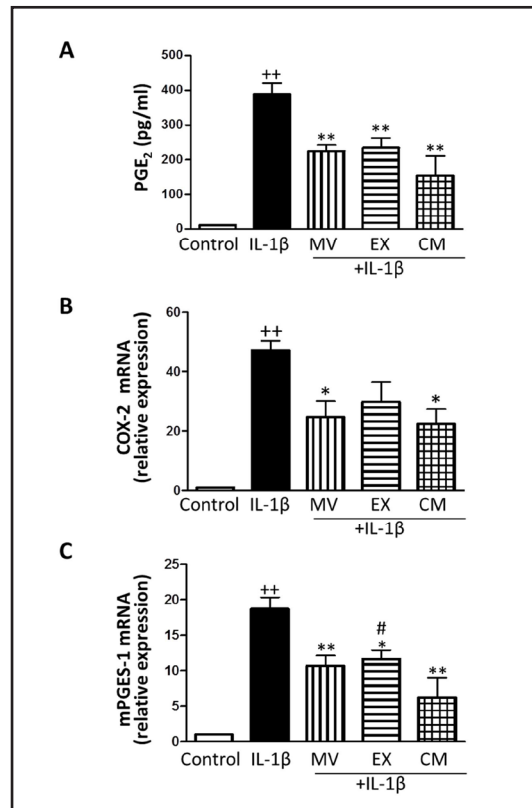 A
PGE₂ (pg/ml)
500
400
300
200
100
0
++
**
**
**
Control IL-1β MV EX CM
+IL-1β
B
COX-2 mRNA
(relative expression)
60
40
20
0
++
*
*
Control IL-1β MV EX CM
+IL-1β
C
mPGES-1 mRNA
(relative expression)
25
20
15
10
5
0
++
**
#
*
**
Control IL-1β MV EX CM
+IL-1β